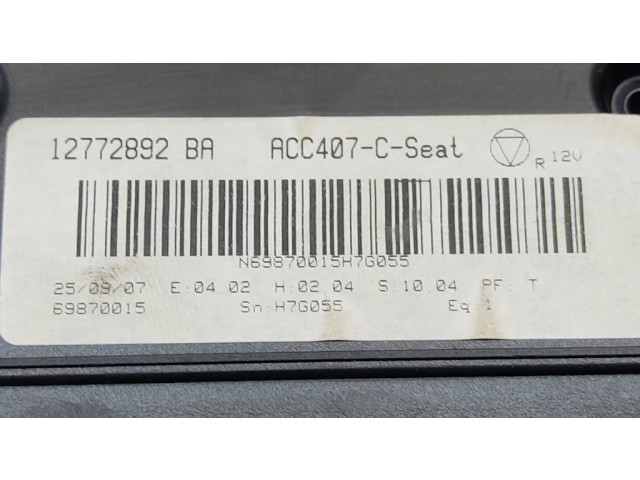 12772892 BA ACC407-C-Seat R 12V
N69870015H7G055
25/09/07 E:04.02 H:02.04 S:10.04 PF: T
69870015 Sn:H7G055 Eq:1